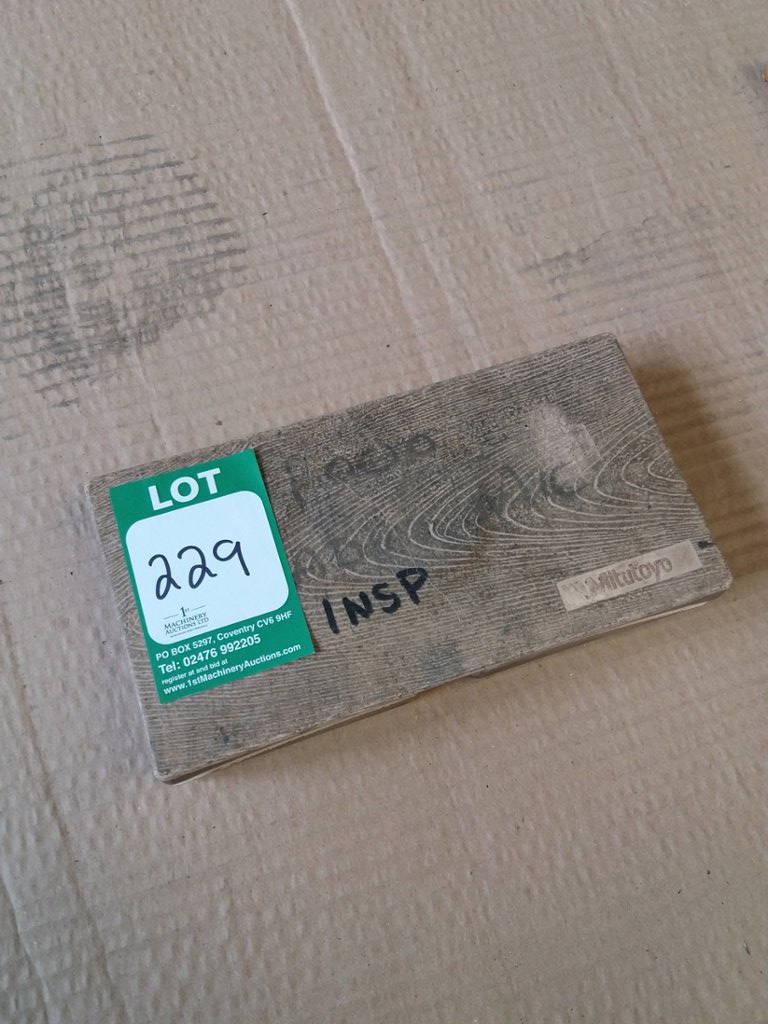 LOT
229
1st
MACHINERY
AUCTIONS LTD
PO BOX 5297, Coventry CV6 9HF
Tel: 02476 992205
register at and bid at
www.1stMachineryAuctions.com
INSP
Mitutoyo